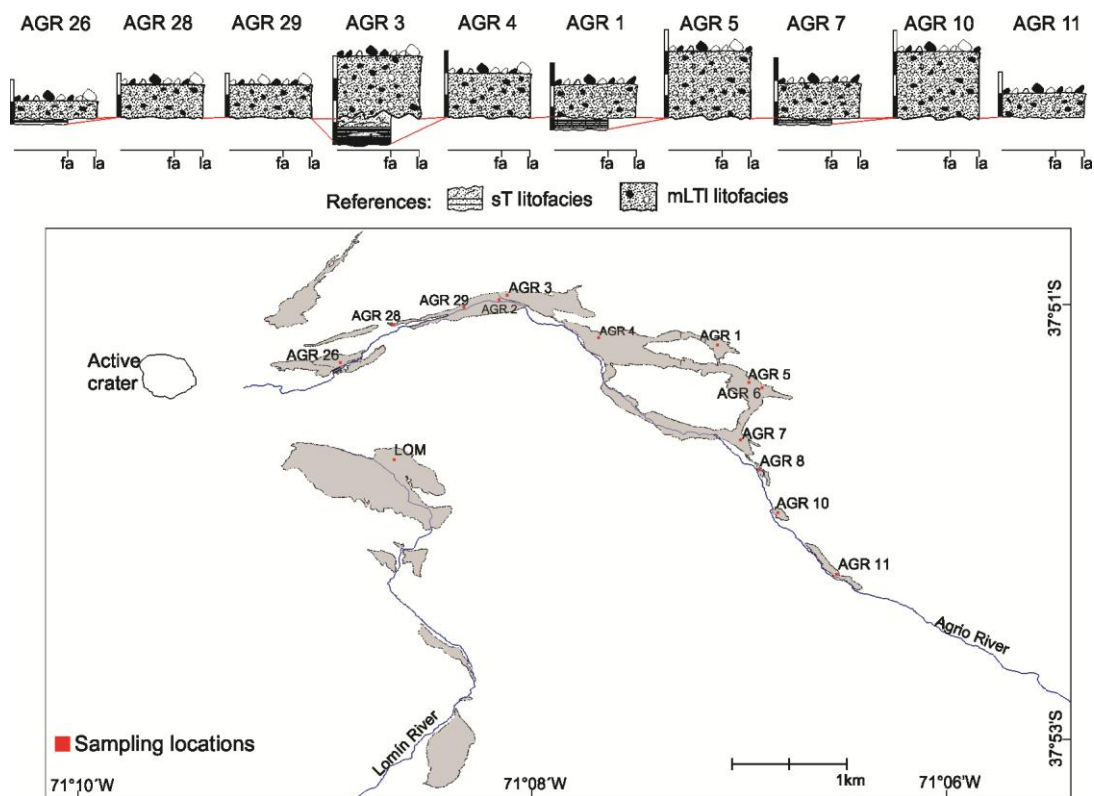 AGR 26 AGR 28 AGR 29 AGR 3 AGR 4 AGR 1 AGR 5 AGR 7 AGR 10 AGR 11
fa la fa la fa la fa la fa la fa la fa la fa la fa la fa la
References: sT litofacies mLTl litofacies
AGR 3
AGR 29
AGR 2
37°51'S
AGR 28
AGR 4
AGR 1
AGR 26
Active
crater
AGR 5
AGR 6
AGR 7
LOM
AGR 8
AGR 10
AGR 11
Agrio River
Lomín River
Sampling locations
37°53'S
1km
71°10'W 71°08'W 71°06'W